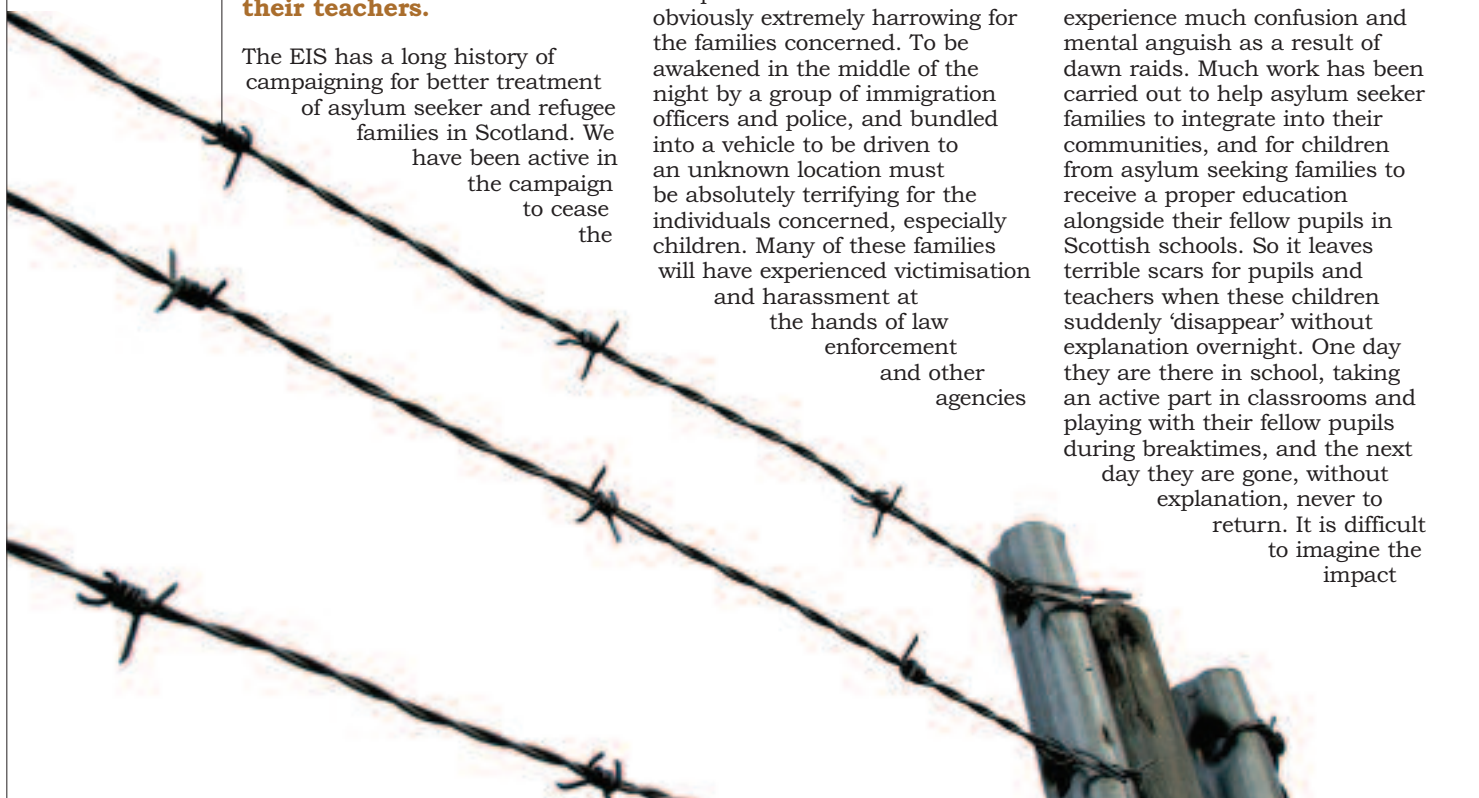 their teachers.
The EIS has a long history of
campaigning for better treatment
of asylum seeker and refugee
families in Scotland. We
have been active in
the campaign
to cease
the
obviously extremely harrowing for
the families concerned. To be
awakened in the middle of the
night by a group of immigration
officers and police, and bundled
into a vehicle to be driven to
an unknown location must
be absolutely terrifying for the
individuals concerned, especially
children. Many of these families
will have experienced victimisation
and harassment at
the hands of law
enforcement
and other
agencies
experience much confusion and
mental anguish as a result of
dawn raids. Much work has been
carried out to help asylum seeker
families to integrate into their
communities, and for children
from asylum seeking families to
receive a proper education
alongside their fellow pupils in
Scottish schools. So it leaves
terrible scars for pupils and
teachers when these children
suddenly ‘disappear’ without
explanation overnight. One day
they are there in school, taking
an active part in classrooms and
playing with their fellow pupils
during breaktimes, and the next
day they are gone, without
explanation, never to
return. It is difficult
to imagine the
impact